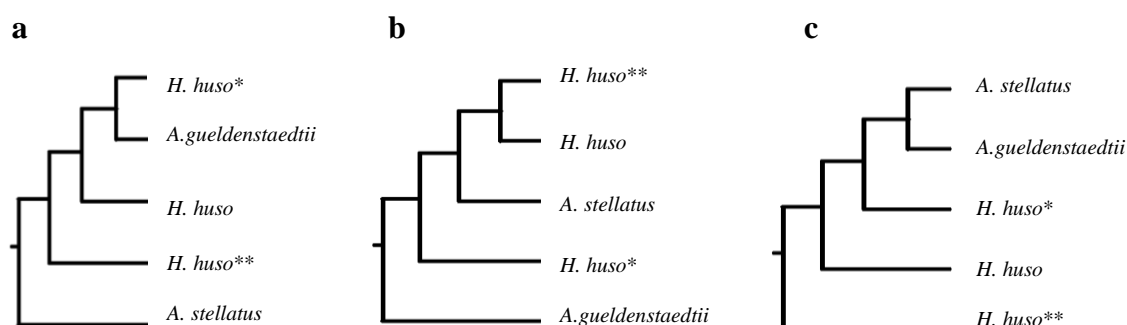 a
H. huso*
A.gueldenstaedtii
H. huso
H. huso**
A. stellatus
b
H. huso**
H. huso
A. stellatus
H. huso*
A.gueldenstaedtii
c
A. stellatus
A.gueldenstaedtii
H. huso*
H. huso
H. huso**